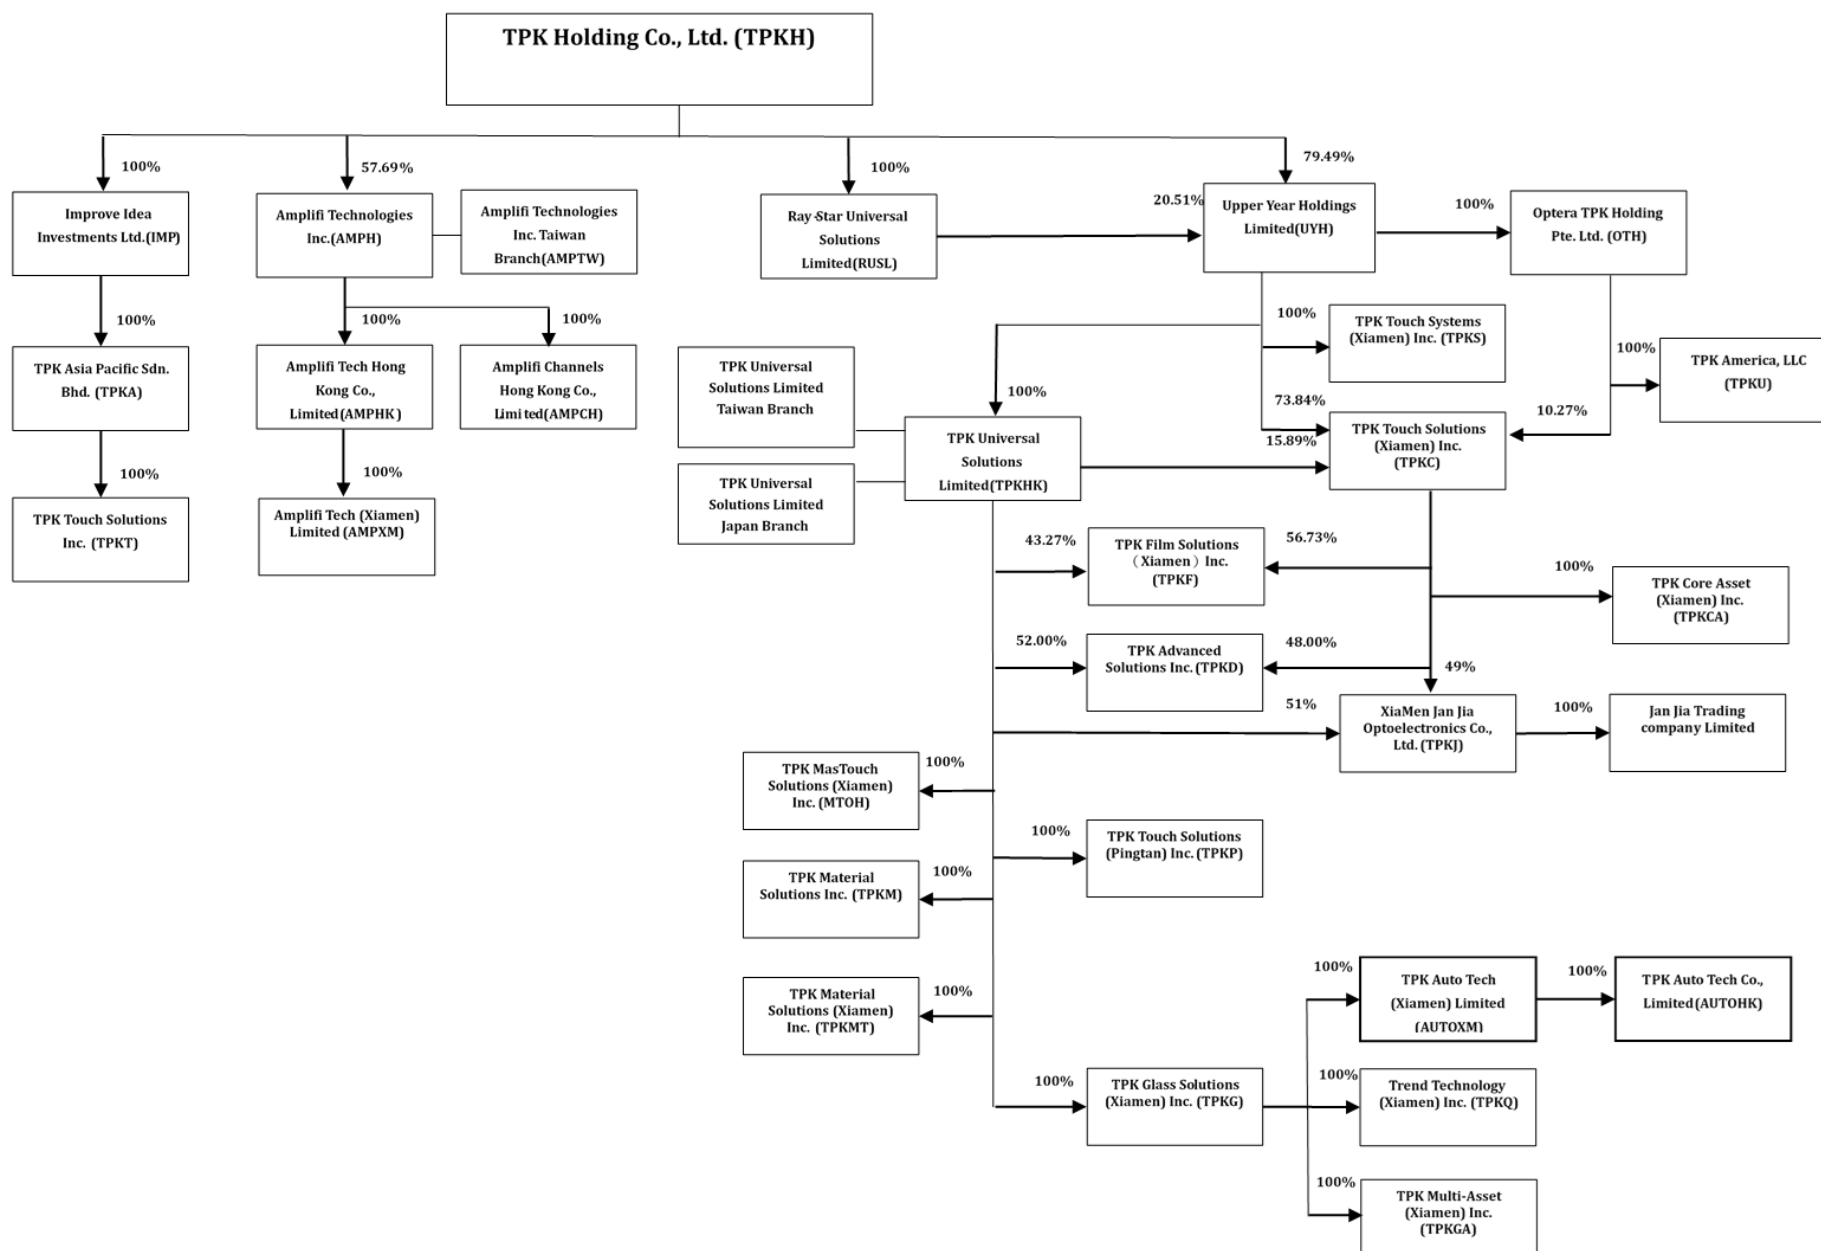 TPK Holding Co., Ltd. (TPKH)
100%
57.69%
100%
79.49%
Improve Idea
Investments Ltd.(IMP)
Amplifi Technologies
Inc.(AMPH)
Amplifi Technologies
Inc. Taiwan
Branch(AMPTW)
Ray-Star Universal
Solutions
Limited(RUSL)
20.51%
Upper Year Holdings
Limited(UYH)
100%
Optera TPK Holding
Pte. Ltd. (OTH)
100%
100%
100%
TPK Asia Pacific Sdn.
Bhd. (TPKA)
Amplifi Tech Hong
Kong Co.,
Limited(AMPHK)
Amplifi Channels
Hong Kong Co.,
Limited(AMPCH)
TPK Universal
Solutions Limited
Taiwan Branch
100%
100%
TPK Touch Systems
(Xiamen) Inc. (TPKS)
100%
TPK America, LLC
(TPKU)
73.84%
10.27%
100%
100%
TPK Touch Solutions
Inc. (TPKT)
Amplifi Tech (Xiamen)
Limited (AMPXM)
TPK Universal
Solutions Limited
Japan Branch
TPK Universal
Solutions
Limited(TPKHK)
15.89%
TPK Touch Solutions
(Xiamen) Inc.
(TPKC)
43.27%
TPK Film Solutions
（Xiamen）Inc.
(TPKF)
56.73%
100%
TPK Core Asset
(Xiamen) Inc.
(TPKCA)
52.00%
TPK Advanced
Solutions Inc. (TPKD)
48.00%
49%
51%
XiaMen Jan Jia
Optoelectronics Co.,
Ltd. (TPKJ)
100%
Jan Jia Trading
company Limited
TPK MasTouch
Solutions (Xiamen)
Inc. (MTOH)
100%
100%
TPK Touch Solutions
(Pingtan) Inc. (TPKP)
TPK Material
Solutions Inc. (TPKM)
100%
TPK Material
Solutions (Xiamen)
Inc. (TPKMT)
100%
100%
TPK Auto Tech
(Xiamen) Limited
(AUTOXM)
100%
TPK Auto Tech Co.,
Limited(AUTOHK)
100%
TPK Glass Solutions
(Xiamen) Inc. (TPKG)
100%
Trend Technology
(Xiamen) Inc. (TPKQ)
100%
TPK Multi-Asset
(Xiamen) Inc.
(TPKGA)